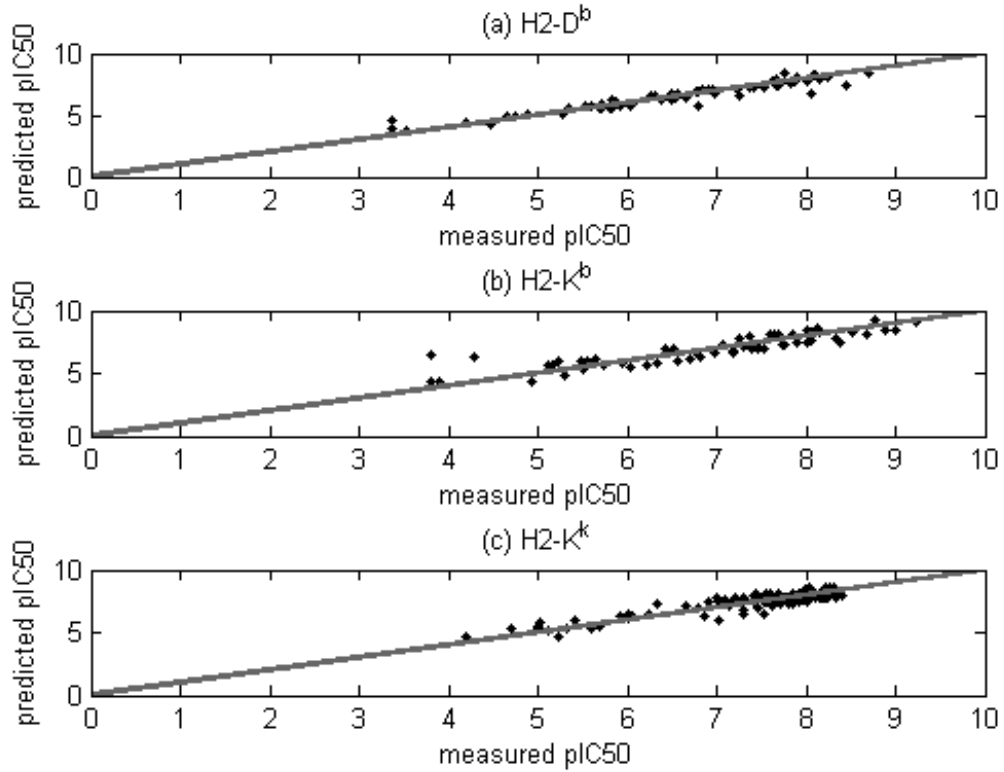 (a) H2-D^b
predicted pIC50
10
5
0
0 1 2 3 4 5 6 7 8 9 10
measured pIC50
(b) H2-K^b
predicted pIC50
10
5
0
0 1 2 3 4 5 6 7 8 9 10
measured pIC50
(c) H2-K^k
predicted pIC50
10
5
0
0 1 2 3 4 5 6 7 8 9 10
measured pIC50